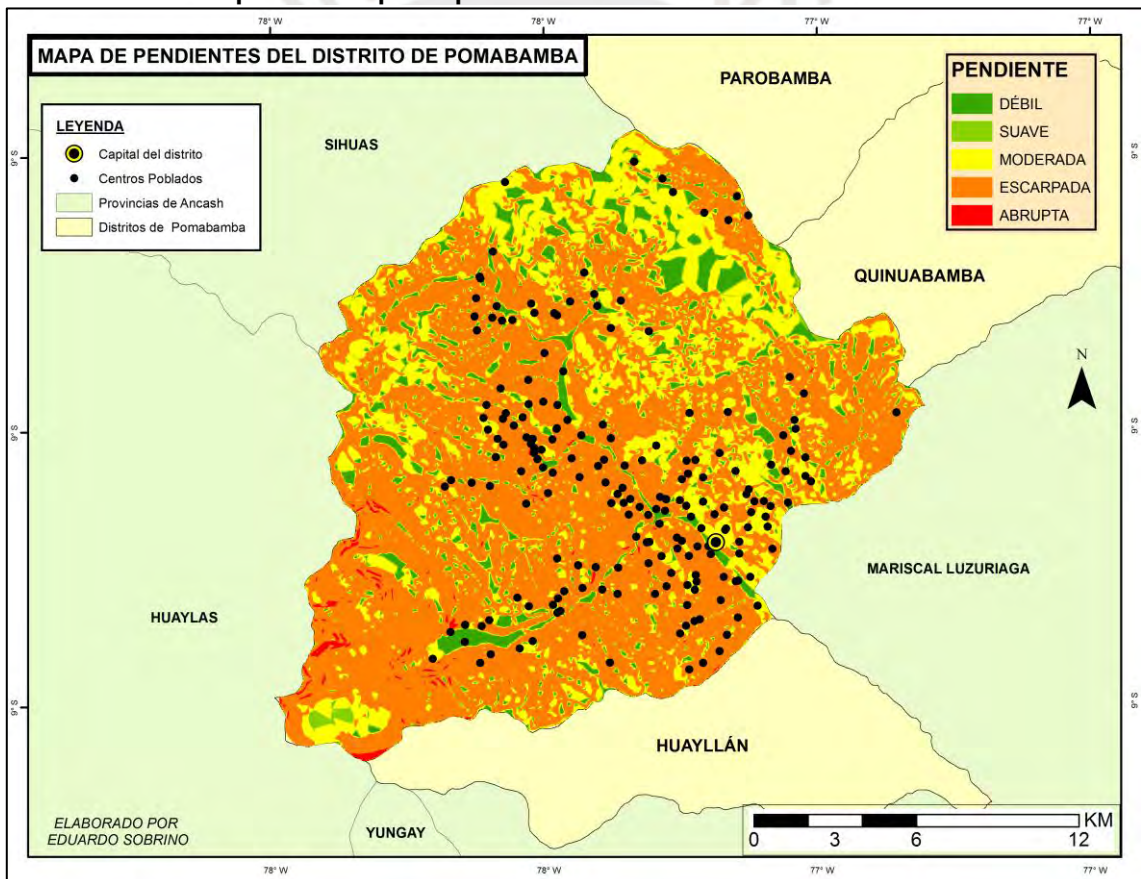 78° W 78° W 77° W 77° W
MAPA DE PENDIENTES DEL DISTRITO DE POMABAMBA
PAROBAMBA
PENDIENTE
DÉBIL
SUAVE
MODERADA
ESCARPADA
ABRUPTA
LEYENDA
Capital del distrito
Centros Poblados
Provincias de Ancash
Distritos de Pomabamba
SIHUAS
9° S
9° S
QUINUABAMBA
N
9° S
9° S
MARISCAL LUZURIAGA
HUAYLAS
9° S
9° S
HUAYLLÁN
ELABORADO POR
EDUARDO SOBRINO
YUNGAY
KM
0 3 6 12
78° W 78° W 77° W 77° W